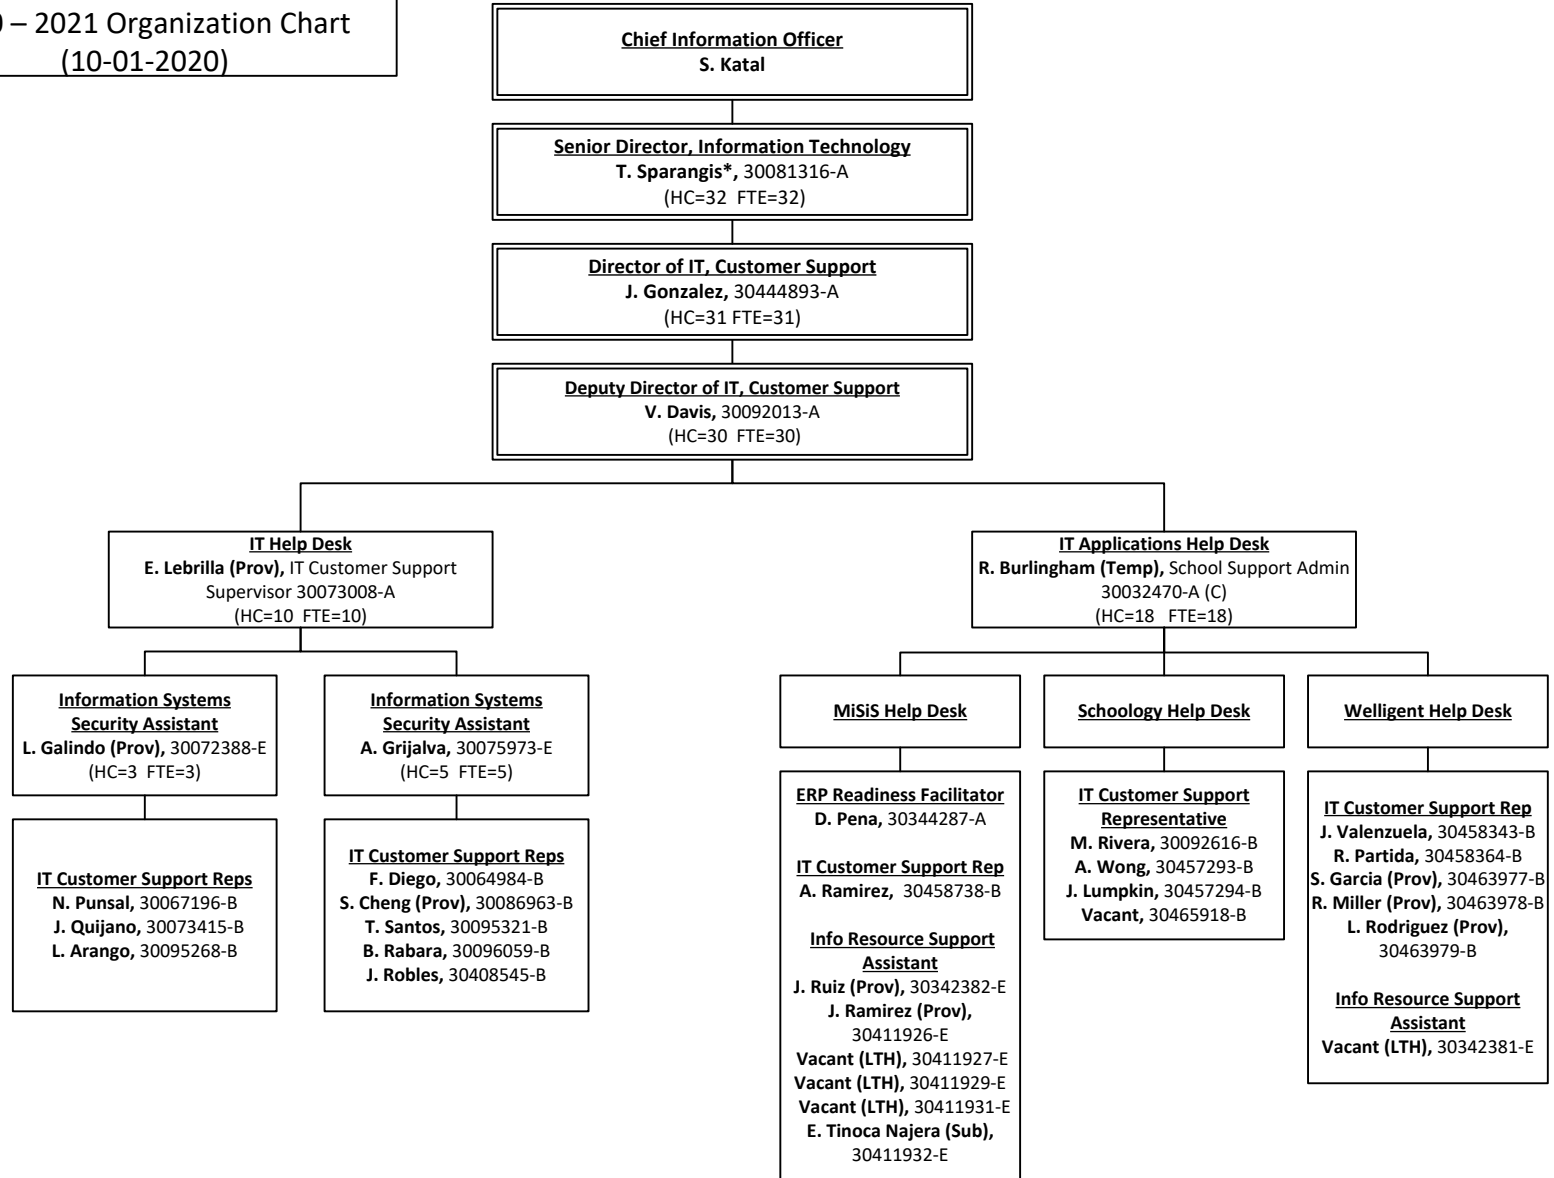 – 2021 Organization Chart
(10-01-2020)
Chief Information Officer
S. Katal
Senior Director, Information Technology
T. Sparangis*, 30081316-A
(HC=32 FTE=32)
Director of IT, Customer Support
J. Gonzalez, 30444893-A
(HC=31 FTE=31)
Deputy Director of IT, Customer Support
V. Davis, 30092013-A
(HC=30 FTE=30)
IT Help Desk
E. Lebrilla (Prov), IT Customer Support
Supervisor 30073008-A
(HC=10 FTE=10)
IT Applications Help Desk
R. Burlingham (Temp), School Support Admin
30032470-A (C)
(HC=18 FTE=18)
Information Systems
Security Assistant
L. Galindo (Prov), 30072388-E
(HC=3 FTE=3)
Information Systems
Security Assistant
A. Grijalva, 30075973-E
(HC=5 FTE=5)
MiSiS Help Desk
Schoology Help Desk
Welligent Help Desk
IT Customer Support Reps
N. Punsal, 30067196-B
J. Quijano, 30073415-B
L. Arango, 30095268-B
IT Customer Support Reps
F. Diego, 30064984-B
S. Cheng (Prov), 30086963-B
T. Santos, 30095321-B
B. Rabara, 30096059-B
J. Robles, 30408545-B
ERP Readiness Facilitator
D. Pena, 30344287-A
IT Customer Support Rep
A. Ramirez, 30458738-B
Info Resource Support
Assistant
J. Ruiz (Prov), 30342382-E
J. Ramirez (Prov),
30411926-E
Vacant (LTH), 30411927-E
Vacant (LTH), 30411929-E
Vacant (LTH), 30411931-E
E. Tinoca Najera (Sub),
30411932-E
IT Customer Support
Representative
M. Rivera, 30092616-B
A. Wong, 30457293-B
J. Lumpkin, 30457294-B
Vacant, 30465918-B
IT Customer Support Rep
J. Valenzuela, 30458343-B
R. Partida, 30458364-B
S. Garcia (Prov), 30463977-B
R. Miller (Prov), 30463978-B
L. Rodriguez (Prov),
30463979-B
Info Resource Support
Assistant
Vacant (LTH), 30342381-E